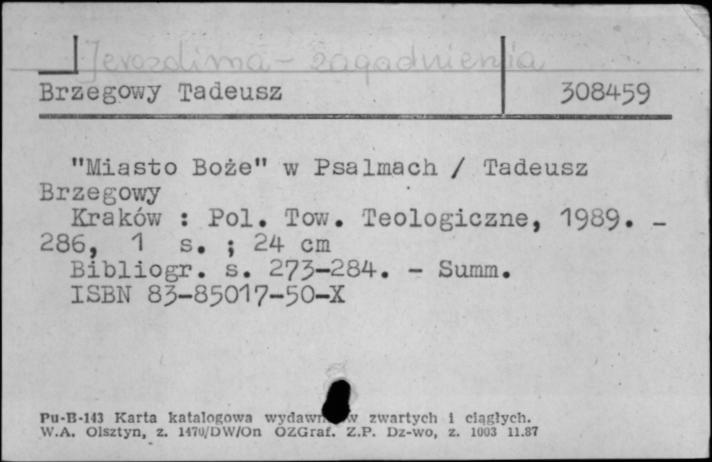 Jerozolima - zagadnienia
Brzegowy Tadeusz 308459
"Miasto Boże" w Psalmach / Tadeusz
Brzegowy
Kraków : Pol. Tow. Teologiczne, 1989. -
286, 1 s. ; 24 cm
Bibliogr. s. 273-284. - Summ.
ISBN 83-85017-50-X
Pu-B-143 Karta katalogowa zwartych i ciągłych.
W.A. Olsztyn, z. 1470/DW/On OZGraf. Z.P. Dz-wo, z. 1003 11.87